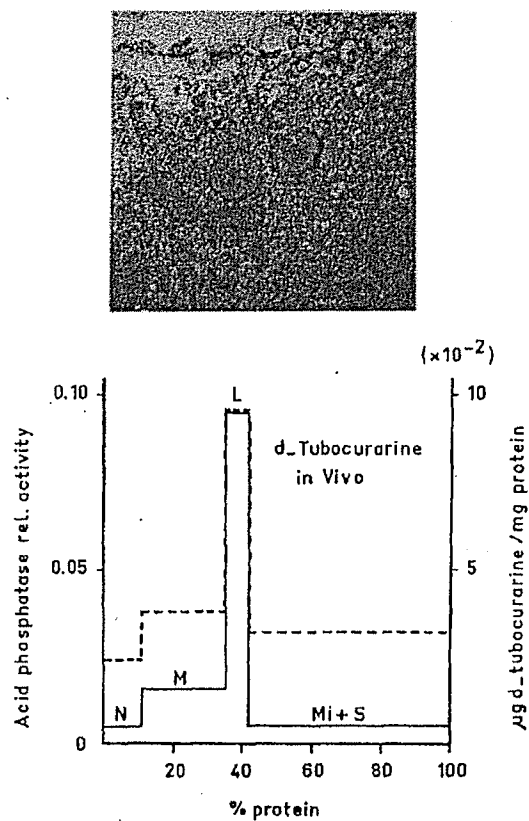 (×10⁻²)
0.10
10
L
d_Tubocurarine
in Vivo
Acid phosphatase rel. activity
µg d_tubocurarine/mg protein
0.05
5
M
N
Mi+S
0
20 40 60 80 100
% protein